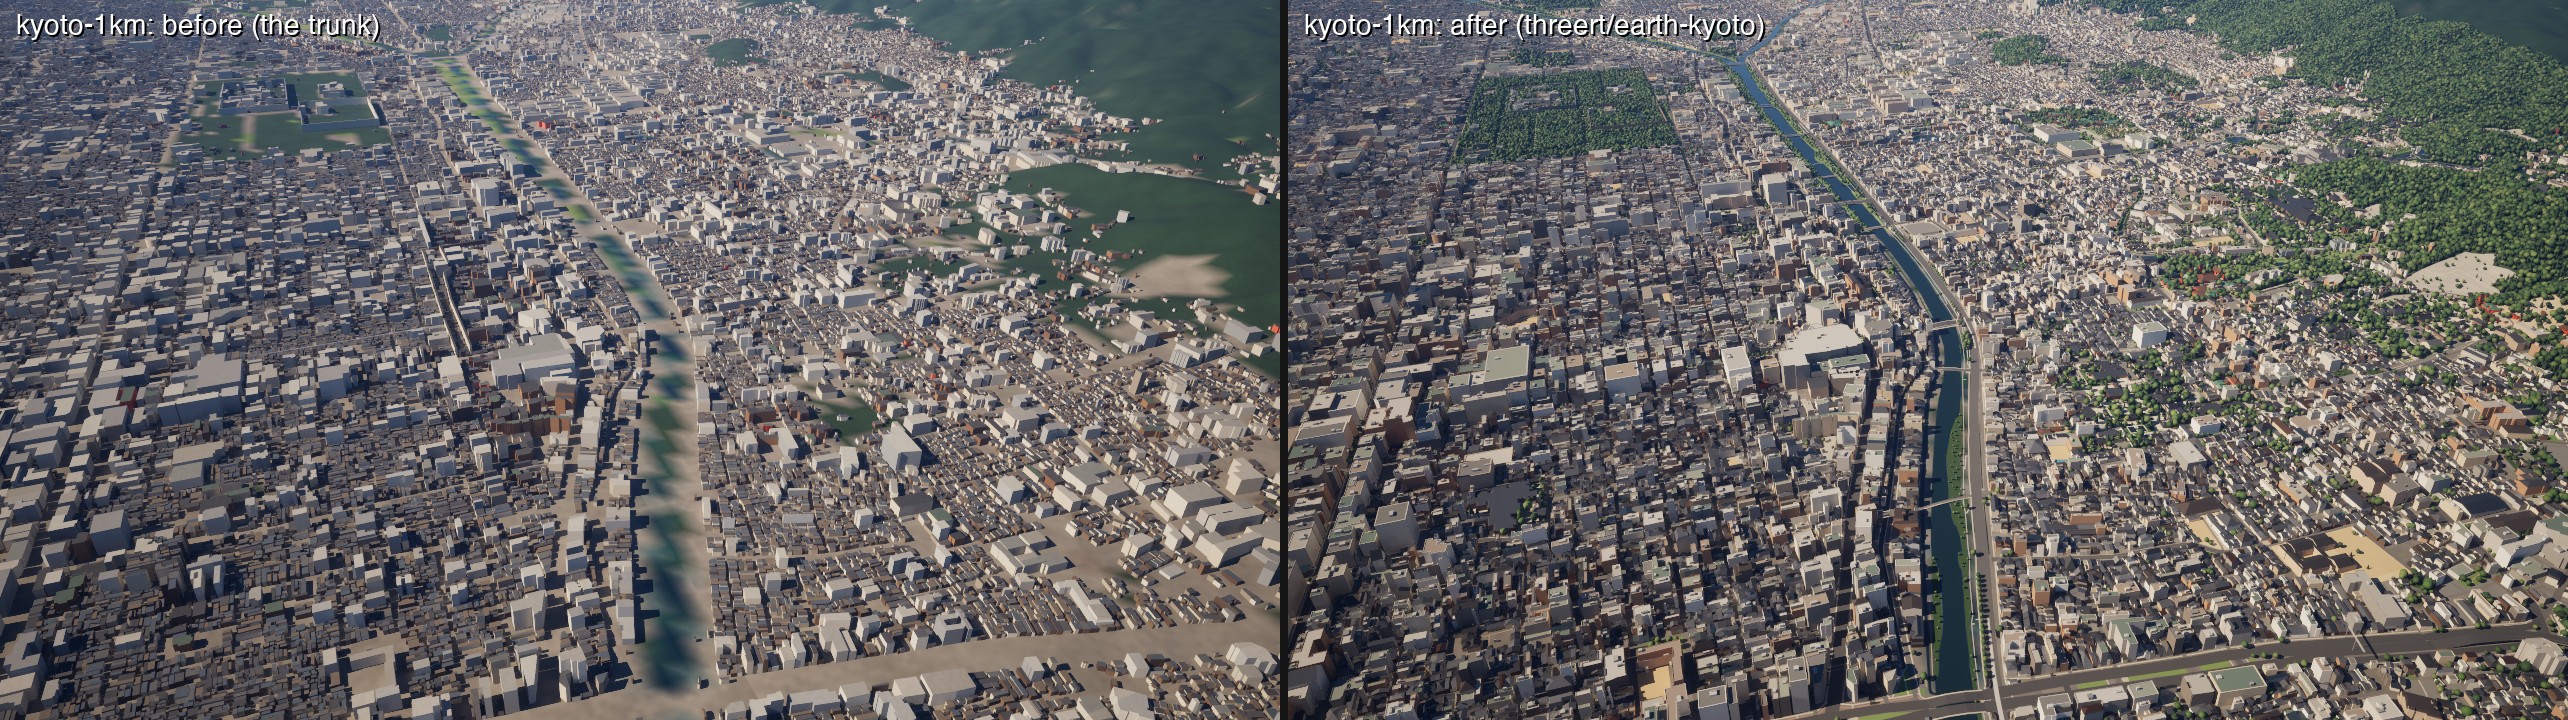 kyoto-1km: before (the trunk)
kyoto-1km: after (threert/earth-kyoto)